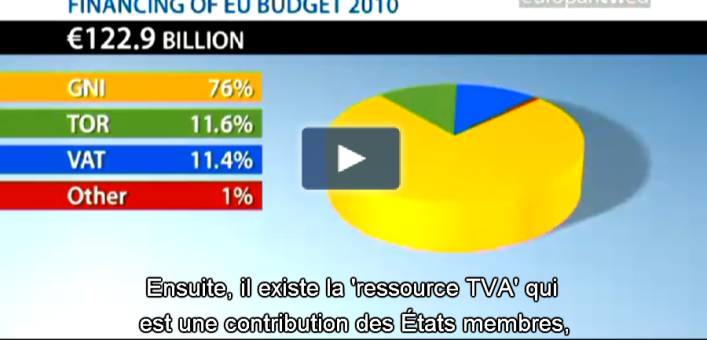 FINANCING OF EU BUDGET 2010
€122.9 BILLION
GNI 76%
TOR 11.6%
VAT 11.4%
Other 1%
Ensuite, il existe la 'ressource TVA' qui
est une contribution des États membres,